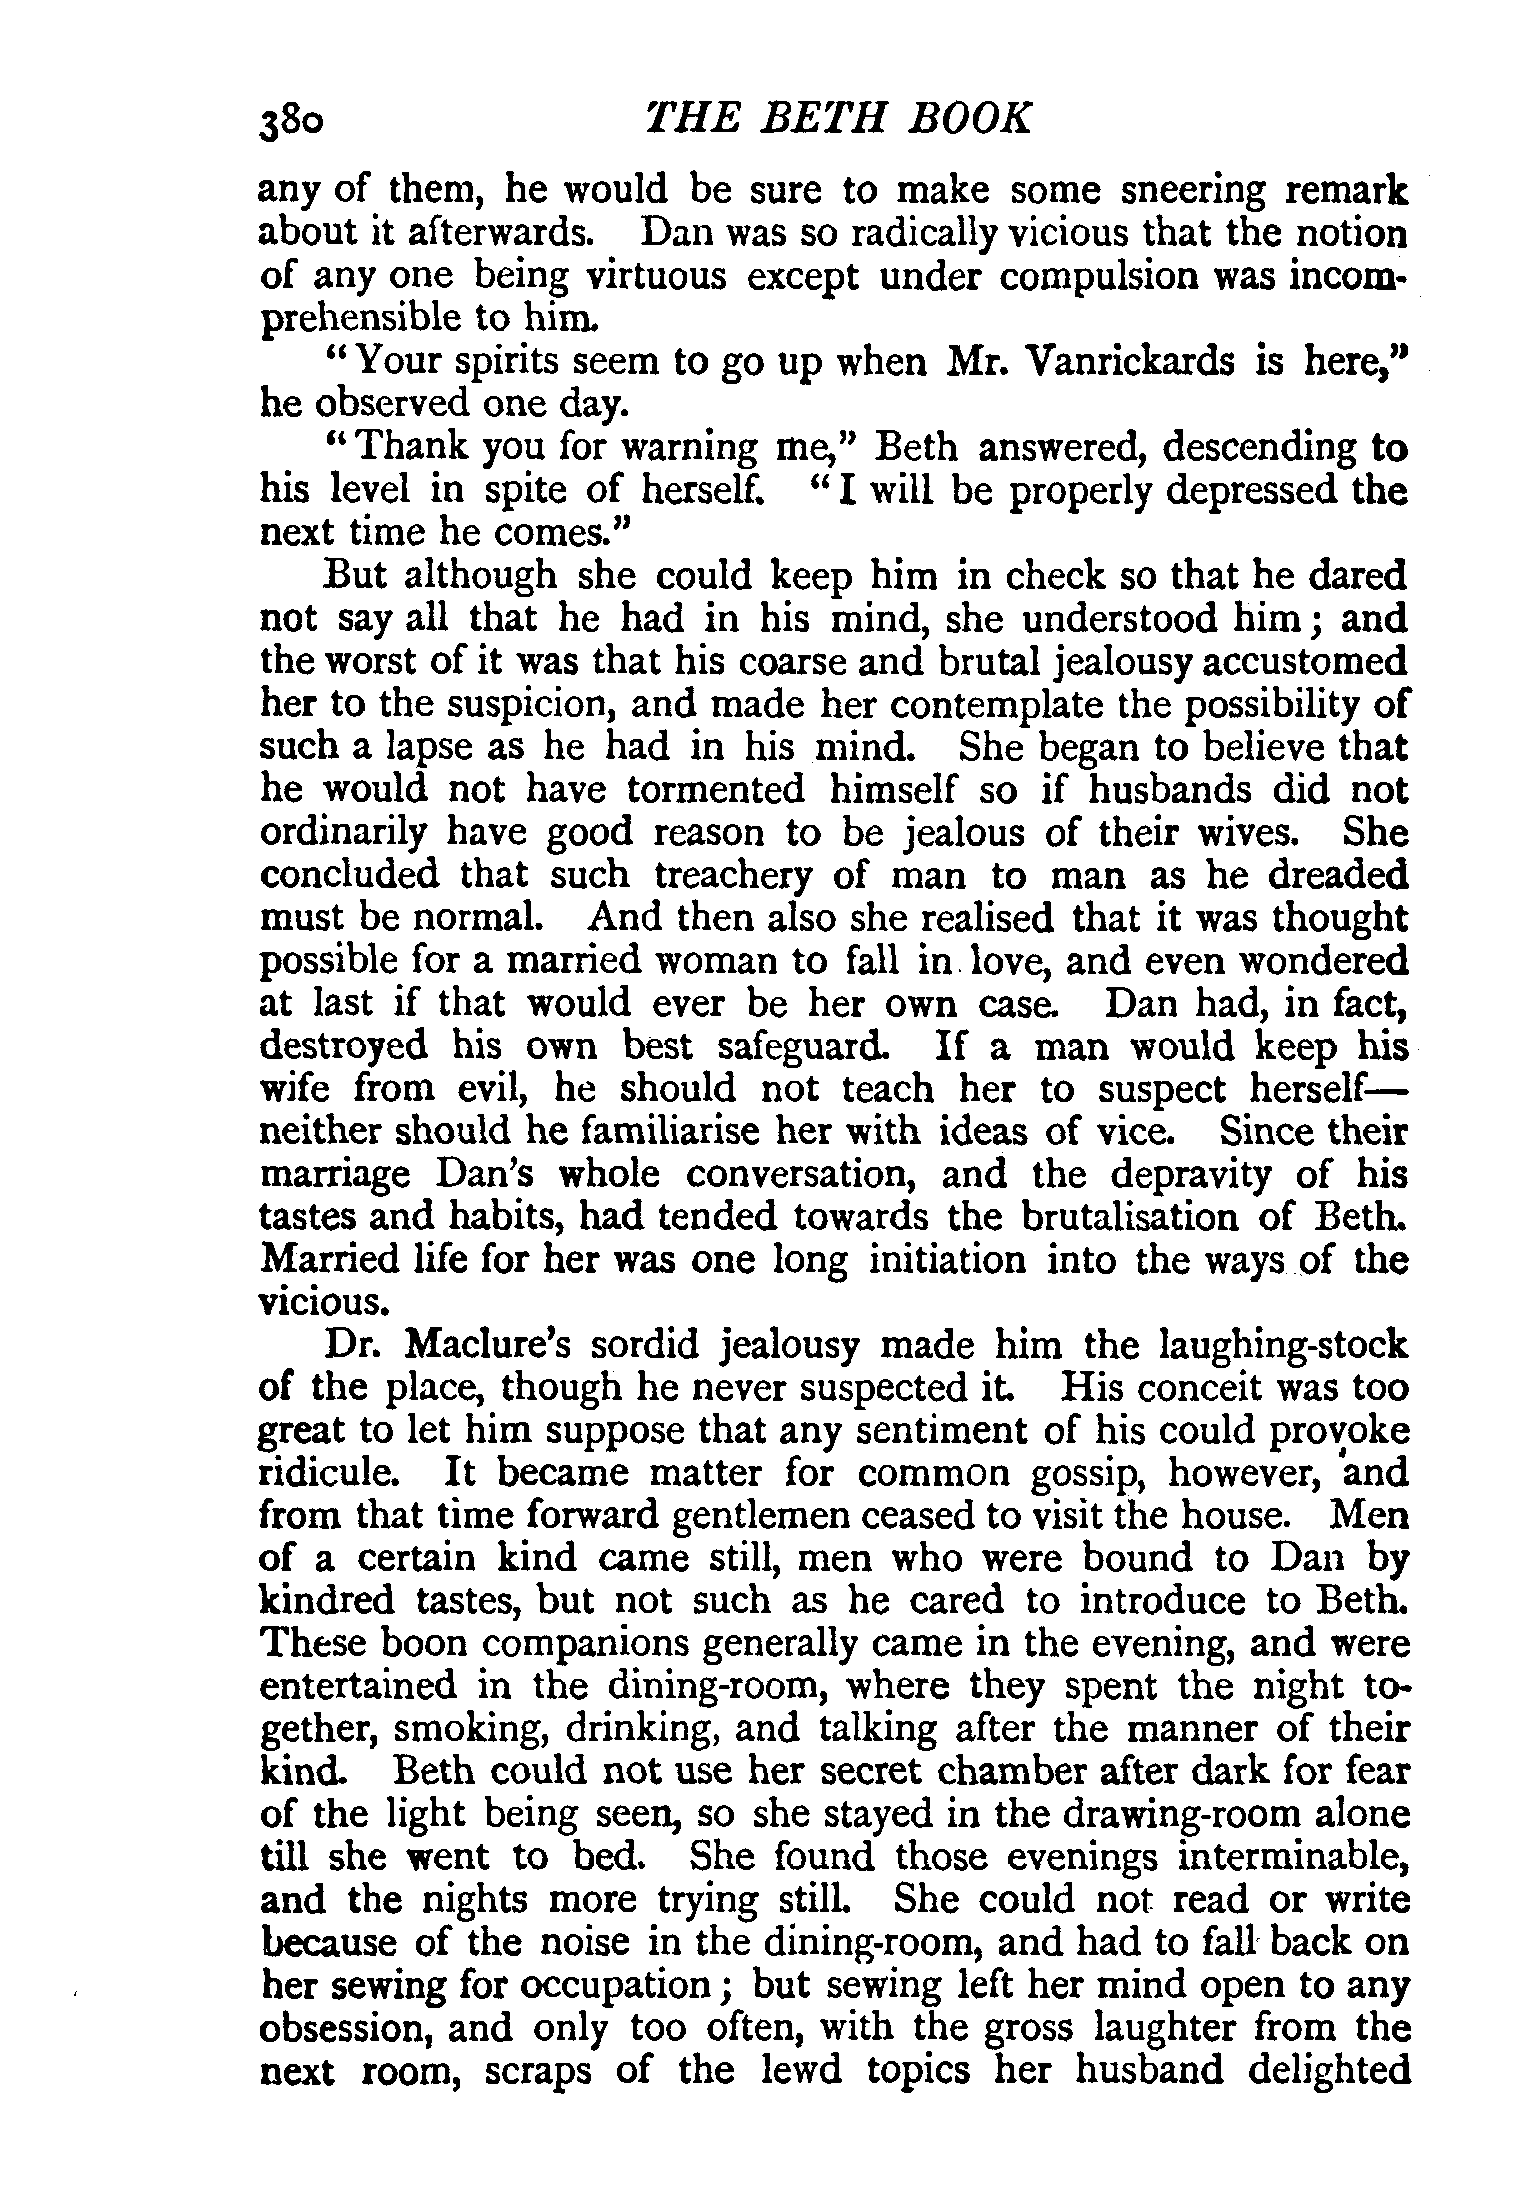 380 THE BETH BOOK
any of them, he would be sure to make some sneering remark
about it afterwards. Dan was so radically vicious that the notion
of any one being virtuous except under compulsion was incom-
prehensible to him.
"Your spirits seem to go up when Mr. Vanrickards is here,"
he observed one day.
"Thank you for warning me," Beth answered, descending to
his level in spite of herself. "I will be properly depressed the
next time he comes."
But although she could keep him in check so that he dared
not say all that he had in his mind, she understood him; and
the worst of it was that his coarse and brutal jealousy accustomed
her to the suspicion, and made her contemplate the possibility of
such a lapse as he had in his mind. She began to believe that
he would not have tormented himself so if husbands did not
ordinarily have good reason to be jealous of their wives. She
concluded that such treachery of man to man as he dreaded
must be normal. And then also she realised that it was thought
possible for a married woman to fall in love, and even wondered
at last if that would ever be her own case. Dan had, in fact,
destroyed his own best safeguard. If a man would keep his
wife from evil, he should not teach her to suspect herself—
neither should he familiarise her with ideas of vice. Since their
marriage Dan's whole conversation, and the depravity of his
tastes and habits, had tended towards the brutalisation of Beth.
Married life for her was one long initiation into the ways of the
vicious.
Dr. Maclure's sordid jealousy made him the laughing-stock
of the place, though he never suspected it. His conceit was too
great to let him suppose that any sentiment of his could provoke
ridicule. It became matter for common gossip, however, and
from that time forward gentlemen ceased to visit the house. Men
of a certain kind came still, men who were bound to Dan by
kindred tastes, but not such as he cared to introduce to Beth.
These boon companions generally came in the evening, and were
entertained in the dining-room, where they spent the night to-
gether, smoking, drinking, and talking after the manner of their
kind. Beth could not use her secret chamber after dark for fear
of the light being seen, so she stayed in the drawing-room alone
till she went to bed. She found those evenings interminable,
and the nights more trying still. She could not read or write
because of the noise in the dining-room, and had to fall back on
her sewing for occupation; but sewing left her mind open to any
obsession, and only too often, with the gross laughter from the
next room, scraps of the lewd topics her husband delighted